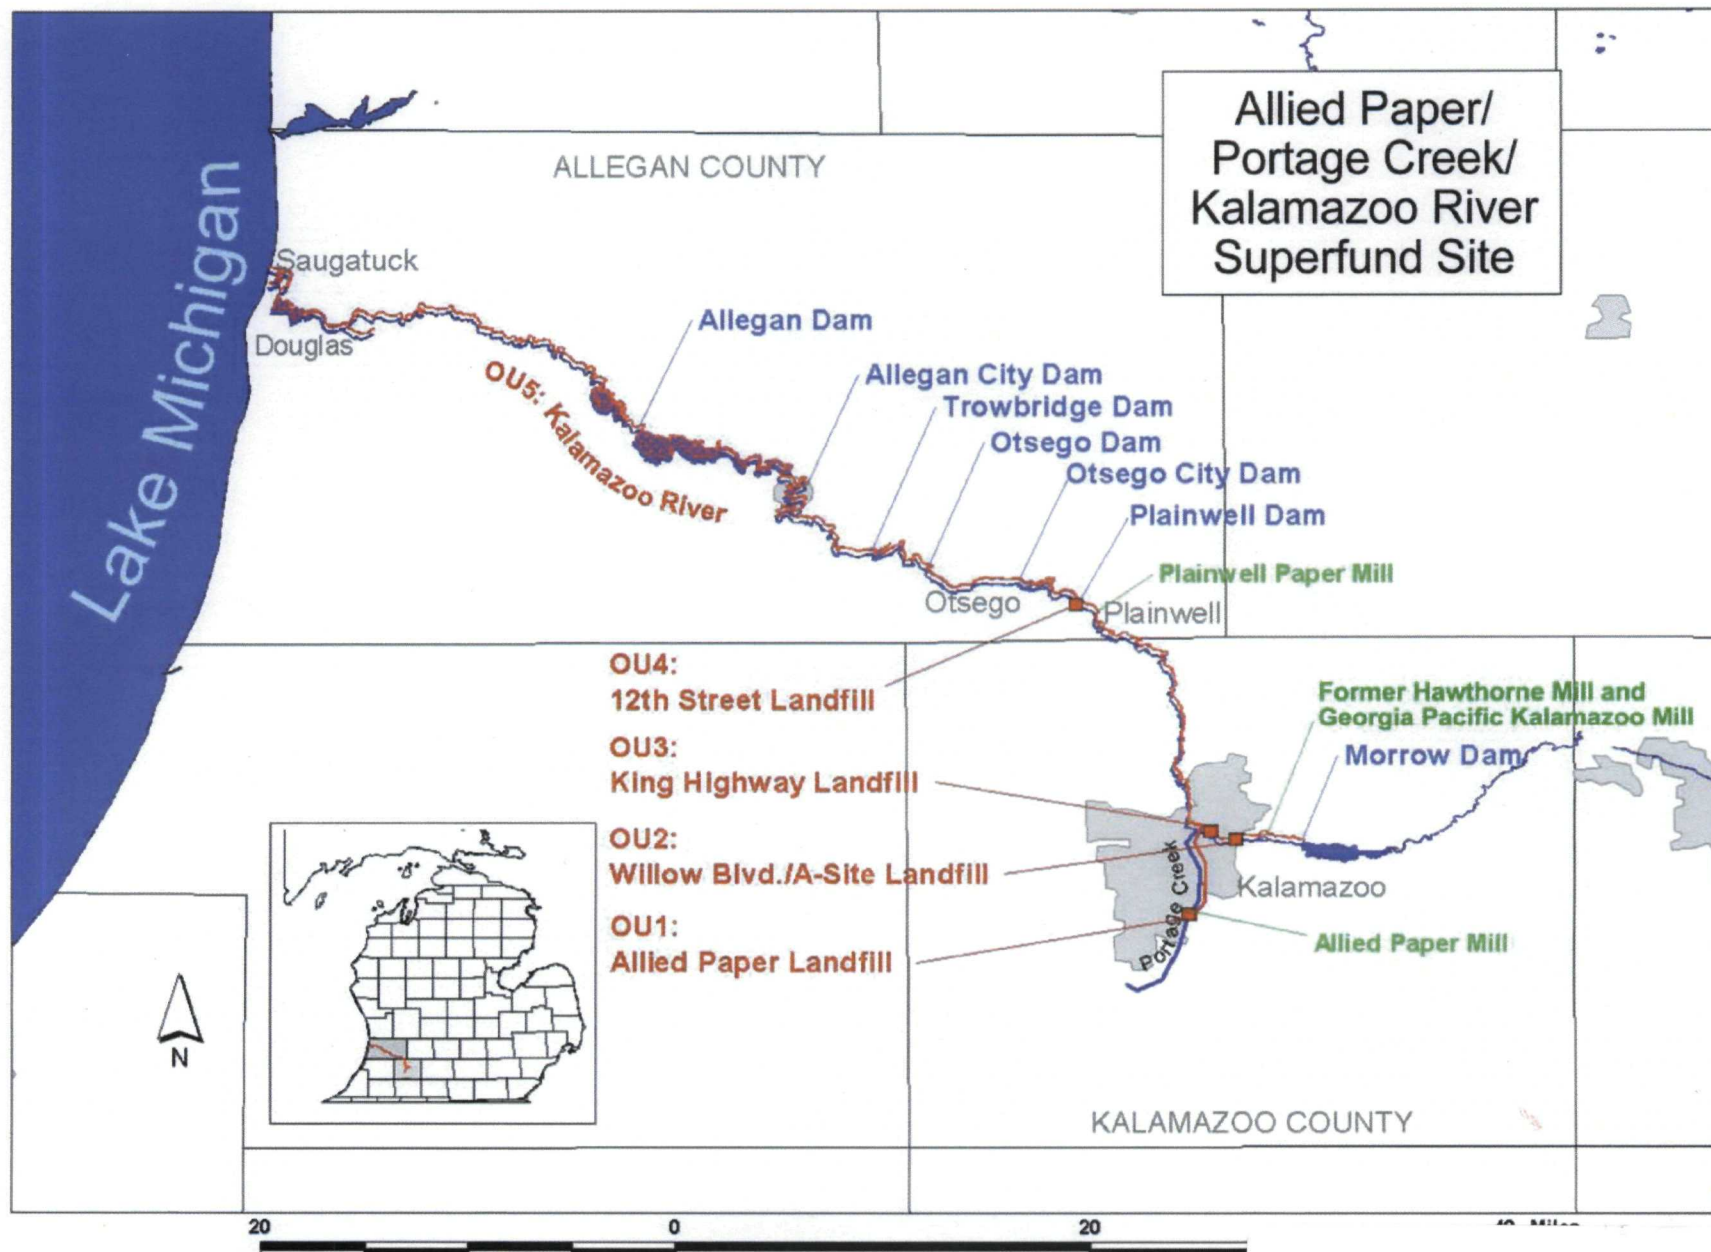 Allied Paper/
Portage Creek/
Kalamazoo River
Superfund Site
ALLEGAN COUNTY
Lake Michigan
Saugatuck
Douglas
Allegan Dam
Allegan City Dam
Trowbridge Dam
Otsego Dam
Otsego City Dam
Plainwell Dam
OU5: Kalamazoo River
Plainwell Paper Mill
Otsego
Plainwell
OU4:
12th Street Landfill
OU3:
King Highway Landfill
OU2:
Willow Blvd./A-Site Landfill
OU1:
Allied Paper Landfill
Former Hawthorne Mill and
Georgia Pacific Kalamazoo Mill
Morrow Dam
Portage Creek
Kalamazoo
Allied Paper Mill
N
KALAMAZOO COUNTY
20 0 20